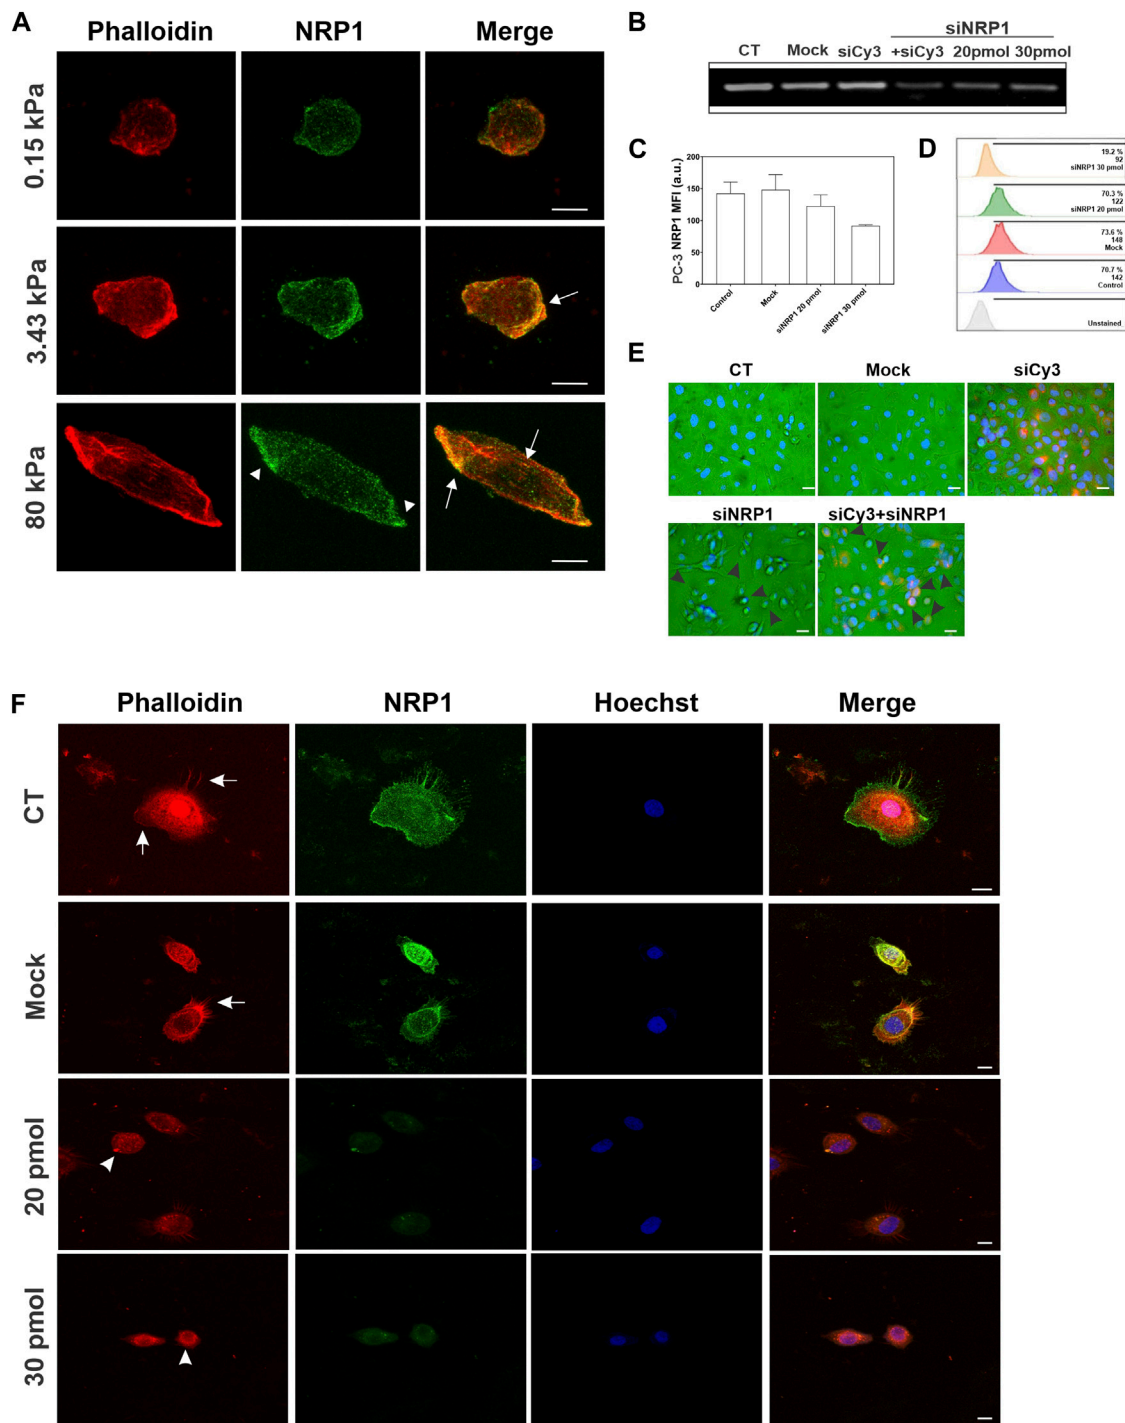 A
Phalloidin NRP1 Merge
0.15 kPa
3.43 kPa
80 kPa
B
siNRP1
CT Mock siCy3 +siCy3 20pmol 30pmol
C
PC-3 NRP1 MFI (a.u.)
200
150
100
50
0
Control Mock siNRP1 20 pmol siNRP1 30 pmol
D
19.2 %
92
siNRP1 30 pmol
70.3 %
122
siNRP1 20 pmol
73.6 %
148
Mock
70.7 %
142
Control
Unstained
E
CT Mock siCy3
siNRP1 siCy3+siNRP1
F
Phalloidin NRP1 Hoechst Merge
CT
Mock
20 pmol
30 pmol